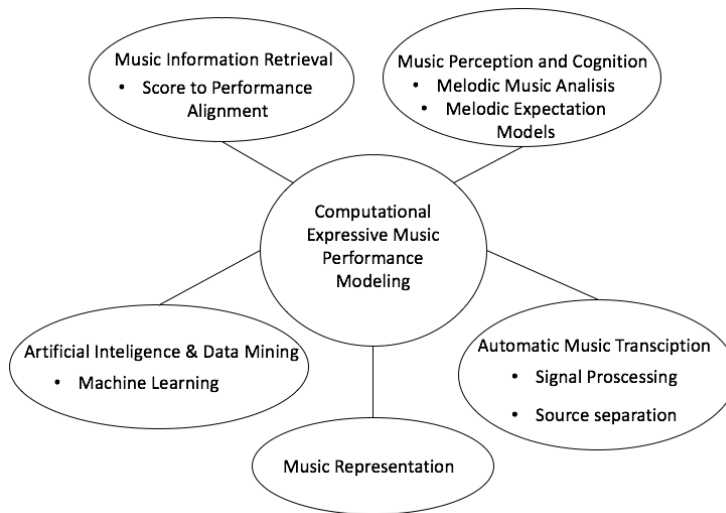 Music Information Retrieval
• Score to Performance
Alignment
Music Perception and Cognition
• Melodic Music Analisis
• Melodic Expectation
Models
Computational
Expressive Music
Performance
Modeling
Artificial Inteligence & Data Mining
• Machine Learning
Automatic Music Transciption
• Signal Proscessing
• Source separation
Music Representation